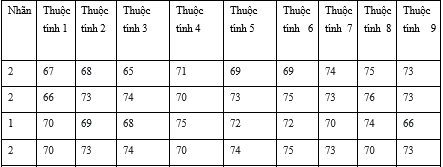 Nhãn Thuộc tính 1 Thuộc tính 2 Thuộc tính 3 Thuộc tính 4 Thuộc tính 5 Thuộc tính 6 Thuộc tính 7 Thuộc tính 8 Thuộc tính 9
2 67 68 65 71 69 69 74 75 73
2 66 73 74 70 73 75 73 76 73
1 70 69 68 75 72 72 70 74 66
2 70 73 74 70 74 75 73 70 73